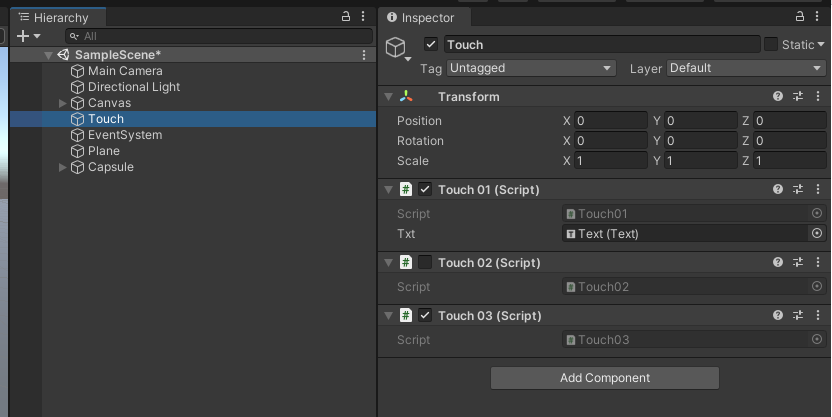 Hierarchy
All
SampleScene*
Main Camera
Directional Light
Canvas
Touch
EventSystem
Plane
Capsule
Inspector
Touch
Static
Tag Untagged Layer Default
Transform
Position X 0 Y 0 Z 0
Rotation X 0 Y 0 Z 0
Scale X 1 Y 1 Z 1
# Touch 01 (Script)
Script # Touch01
Txt T Text (Text)
# Touch 02 (Script)
Script # Touch02
# Touch 03 (Script)
Script # Touch03
Add Component